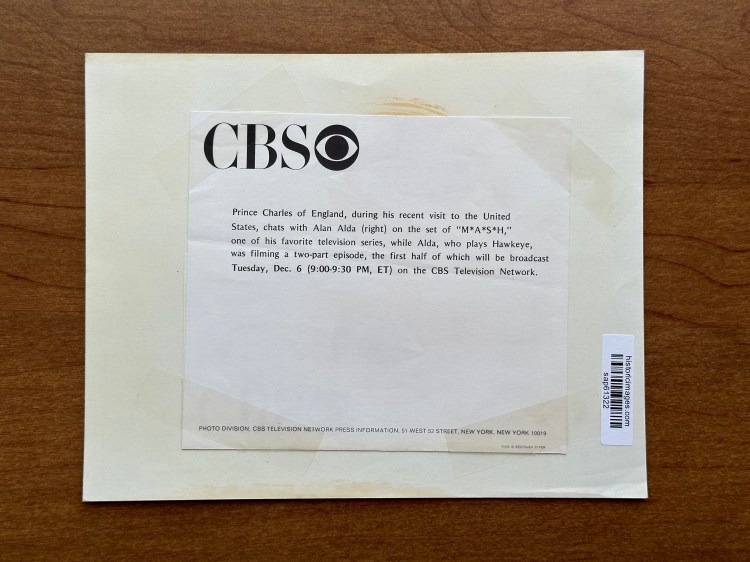 CBS
Prince Charles of England, during his recent visit to the United
States, chats with Alan Alda (right) on the set of "M*A*S*H,"
one of his favorite television series, while Alda, who plays Hawkeye,
was filming a two-part episode, the first half of which will be broadcast
Tuesday, Dec. 6 (9:00-9:30 PM, ET) on the CBS Television Network.
historicimages.com
sap61322
PHOTO DIVISION, CBS TELEVISION NETWORK PRESS INFORMATION, 51 WEST 52 STREET, NEW YORK, NEW YORK 10019